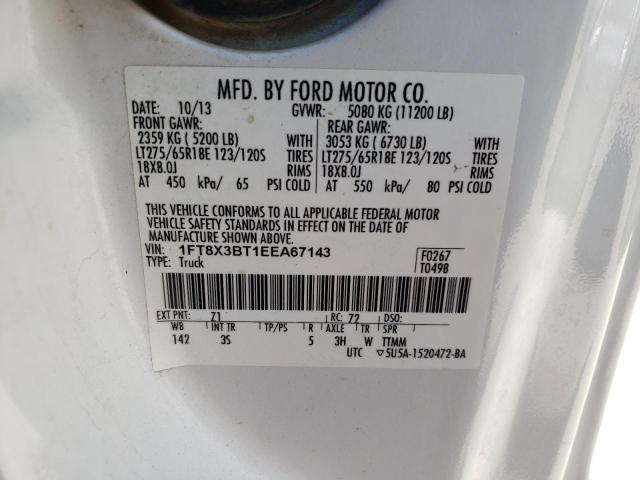 MFD. BY FORD MOTOR CO.
DATE: 10/13 GVWR: 5080 KG (11200 LB)
FRONT GAWR: REAR GAWR:
2359 KG ( 5200 LB) WITH 3053 KG ( 6730 LB) WITH
LT275/65R18E 123/120S TIRES LT275/65R18E 123/120S TIRES
18X8.0J RIMS 18X8.0J RIMS
AT 450 kPa/ 65 PSI COLD AT 550 kPa/ 80 PSI COLD
THIS VEHICLE CONFORMS TO ALL APPLICABLE FEDERAL MOTOR
VEHICLE SAFETY STANDARDS IN EFFECT ON THE DATE OF
MANUFACTURE SHOWN ABOVE.
VIN: 1FT8X3BT1EEA67143 F0267
TYPE: Truck T0498
EXT PNT: Z1 RC: 72 DSO:
WB INT TR TP/PS R AXLE TR SPR
142 3S 5 3H W TTMM
UTC ▽5U5A-1520472-BA